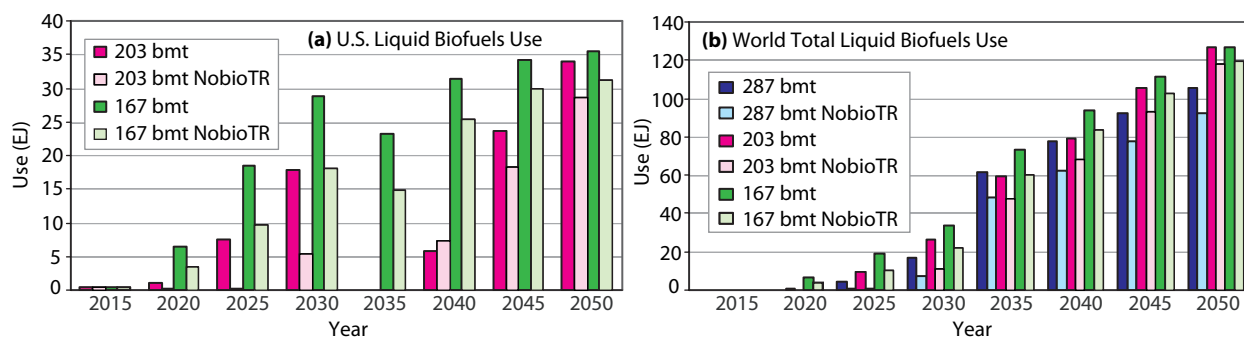 (a) U.S. Liquid Biofuels Use
203 bmt
203 bmt NobioTR
167 bmt
167 bmt NobioTR
Use (EJ)
40
35
30
25
20
15
10
5
0
2015 2020 2025 2030 2035 2040 2045 2050
Year
(b) World Total Liquid Biofuels Use
287 bmt
287 bmt NobioTR
203 bmt
203 bmt NobioTR
167 bmt
167 bmt NobioTR
Use (EJ)
140
120
100
80
60
40
20
0
2015 2020 2025 2030 2035 2040 2045 2050
Year